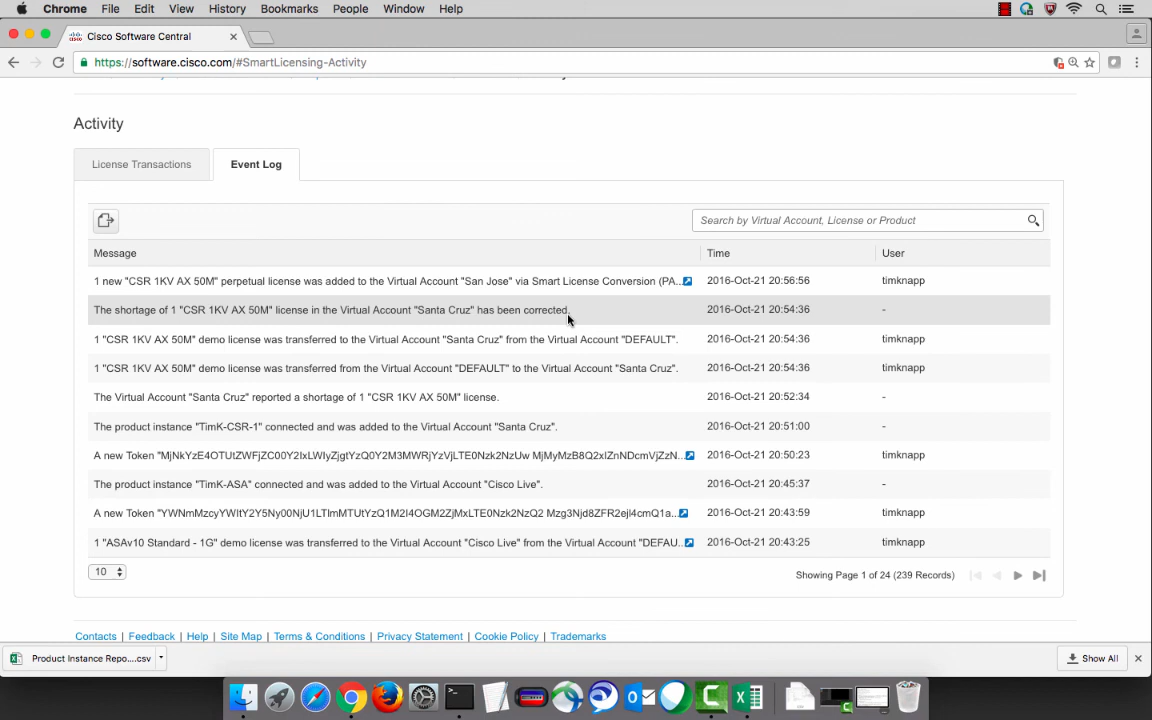 Chrome File Edit View History Bookmarks People Window Help
Cisco Software Central
https://software.cisco.com/#SmartLicensing-Activity
Activity
License Transactions
Event Log
Search by Virtual Account, License or Product
Message Time User
1 new "CSR 1KV AX 50M" perpetual license was added to the Virtual Account "San Jose" via Smart License Conversion (PA... 2016-Oct-21 20:56:56 timknapp
The shortage of 1 "CSR 1KV AX 50M" license in the Virtual Account "Santa Cruz" has been corrected. 2016-Oct-21 20:54:36 -
1 "CSR 1KV AX 50M" demo license was transferred to the Virtual Account "Santa Cruz" from the Virtual Account "DEFAULT". 2016-Oct-21 20:54:36 timknapp
1 "CSR 1KV AX 50M" demo license was transferred from the Virtual Account "DEFAULT" to the Virtual Account "Santa Cruz". 2016-Oct-21 20:54:36 timknapp
The Virtual Account "Santa Cruz" reported a shortage of 1 "CSR 1KV AX 50M" license. 2016-Oct-21 20:52:34 -
The product instance "TimK-CSR-1" connected and was added to the Virtual Account "Santa Cruz". 2016-Oct-21 20:51:00 -
A new Token 2016-Oct-21 20:50:23 timknapp
The product instance "TimK-ASA" connected and was added to the Virtual Account "Cisco Live". 2016-Oct-21 20:45:37 -
A new Token 2016-Oct-21 20:43:59 timknapp
1 "ASAv10 Standard - 1G" demo license was transferred to the Virtual Account "Cisco Live" from the Virtual Account "DEFAU... 2016-Oct-21 20:43:25 timknapp
10
Showing Page 1 of 24 (239 Records)
Contacts | Feedback | Help | Site Map | Terms & Conditions | Privacy Statement | Cookie Policy | Trademarks
Product Instance Repo....csv
Show All